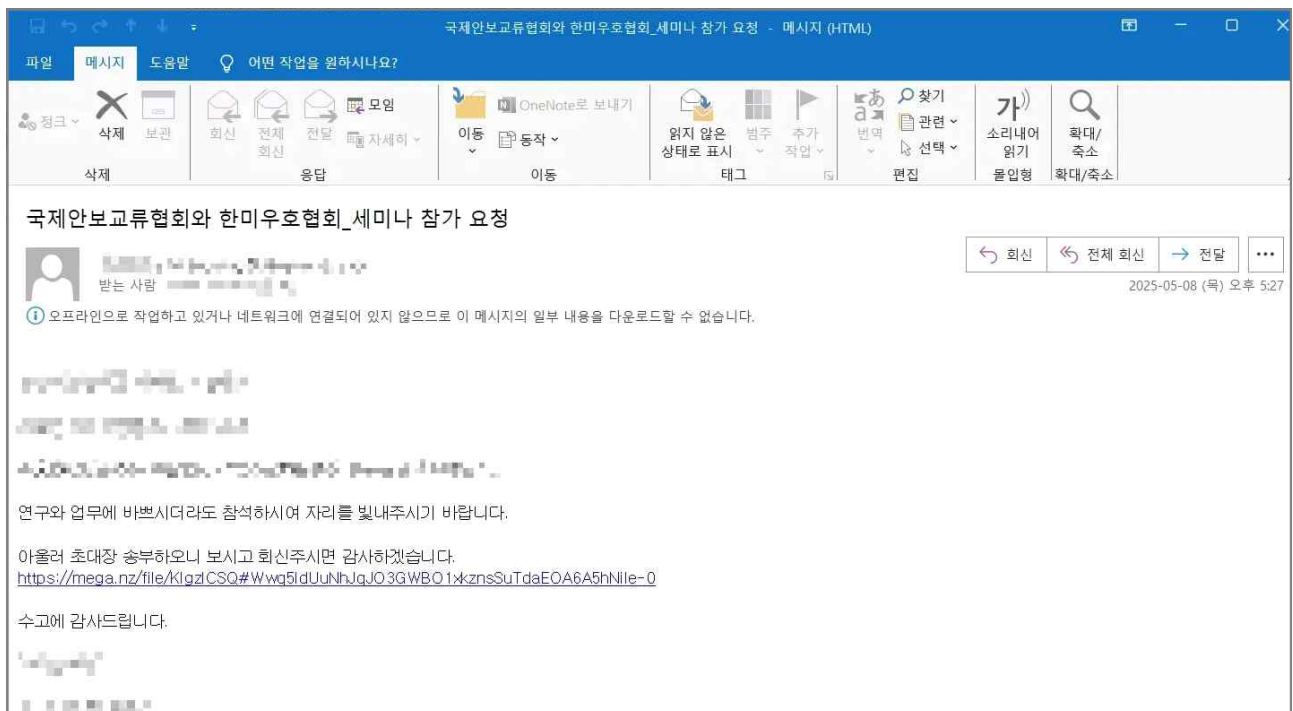 국제안보교류협회와 한미우호협회_세미나 참가 요청 - 메시지 (HTML)
파일 메시지 도움말 어떤 작업을 원하시나요?
정크
삭제
보관
회신
전체 회신
전달
모임
자세히
이동
OneNote로 보내기
동작
읽지 않은 상태로 표시
범주
추가 작업
번역
찾기
관련
선택
소리내어 읽기
확대/축소
삭제 응답 이동 태그 편집 몰입형 확대/축소
국제안보교류협회와 한미우호협회_세미나 참가 요청
회신 전체 회신 전달
받는 사람
2025-05-08 (목) 오후 5:27
오프라인으로 작업하고 있거나 네트워크에 연결되어 있지 않으므로 이 메시지의 일부 내용을 다운로드할 수 없습니다.
연구와 업무에 바쁘시더라도 참석하시여 자리를 빛내주시기 바랍니다.
아울러 초대장 송부하오니 보시고 회신주시면 감사하겠습니다.
https://mega.nz/file/KIgzICSQ#Wwq5IdUuNhJqJO3GWBO1xkznsSuTdaEOA6A5hNiIe-0
수고에 감사드립니다.